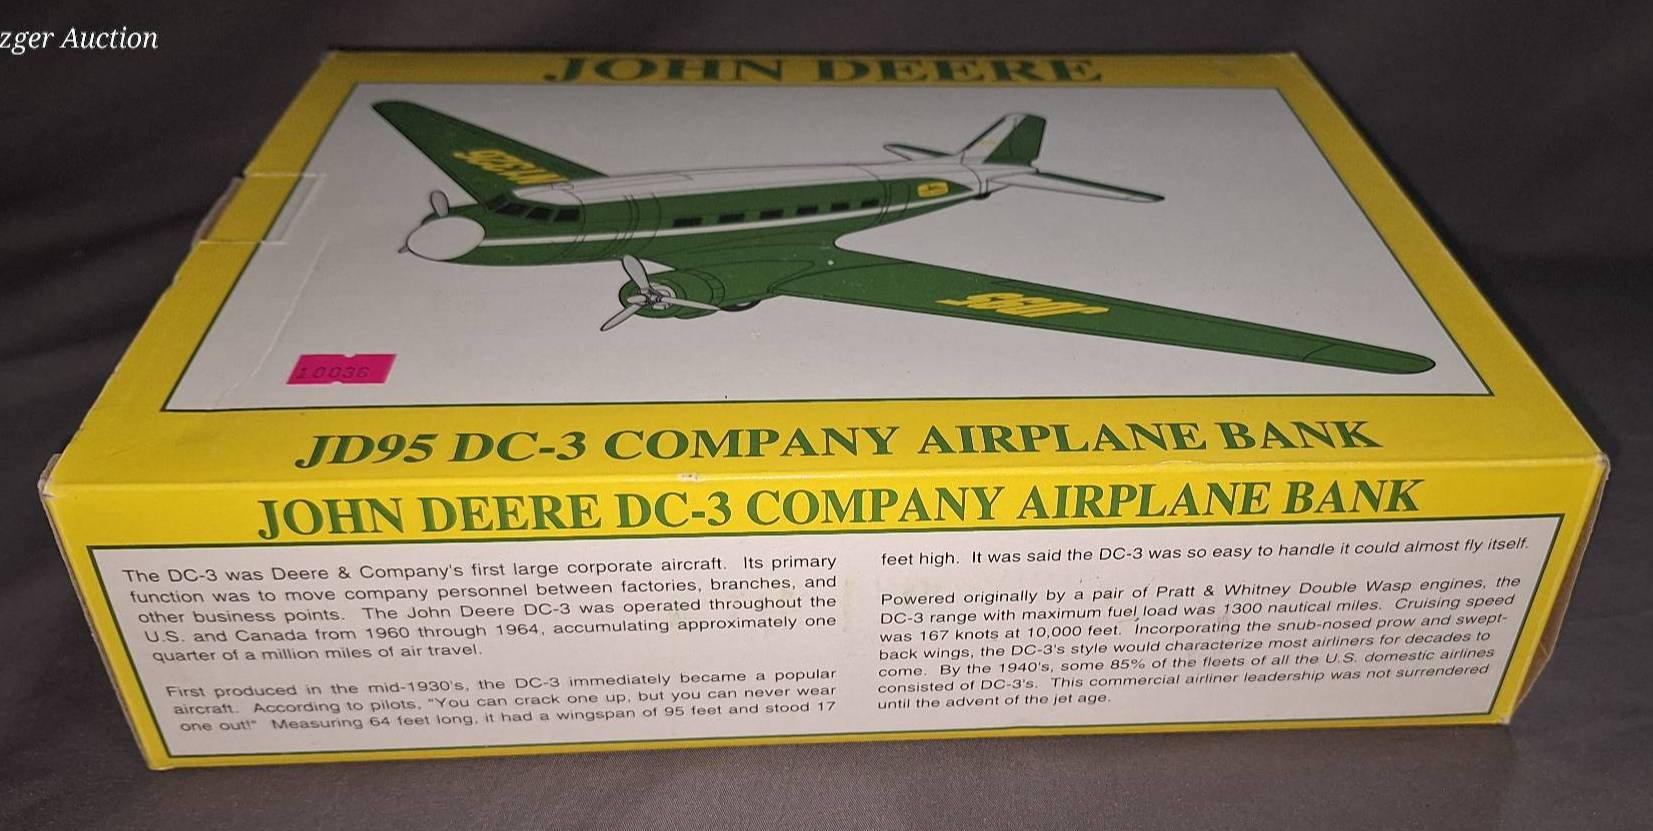 zger Auction
JOHN DEERE
JD95
10036
JD95 DC-3 COMPANY AIRPLANE BANK
JOHN DEERE DC-3 COMPANY AIRPLANE BANK
The DC-3 was Deere & Company's first large corporate aircraft. Its primary
function was to move company personnel between factories, branches, and
other business points. The John Deere DC-3 was operated throughout the
U.S. and Canada from 1960 through 1964, accumulating approximately one
quarter of a million miles of air travel.
First produced in the mid-1930's, the DC-3 immediately became a popular
aircraft. According to pilots, "You can crack one up, but you can never wear
one out!" Measuring 64 feet long, it had a wingspan of 95 feet and stood 17
feet high. It was said the DC-3 was so easy to handle it could almost fly itself.
Powered originally by a pair of Pratt & Whitney Double Wasp engines, the
DC-3 range with maximum fuel load was 1300 nautical miles. Cruising speed
was 167 knots at 10,000 feet. Incorporating the snub-nosed prow and swept-
back wings, the DC-3's style would characterize most airliners for decades to
come. By the 1940's, some 85% of the fleets of all the U.S. domestic airlines
consisted of DC-3's. This commercial airliner leadership was not surrendered
until the advent of the jet age.